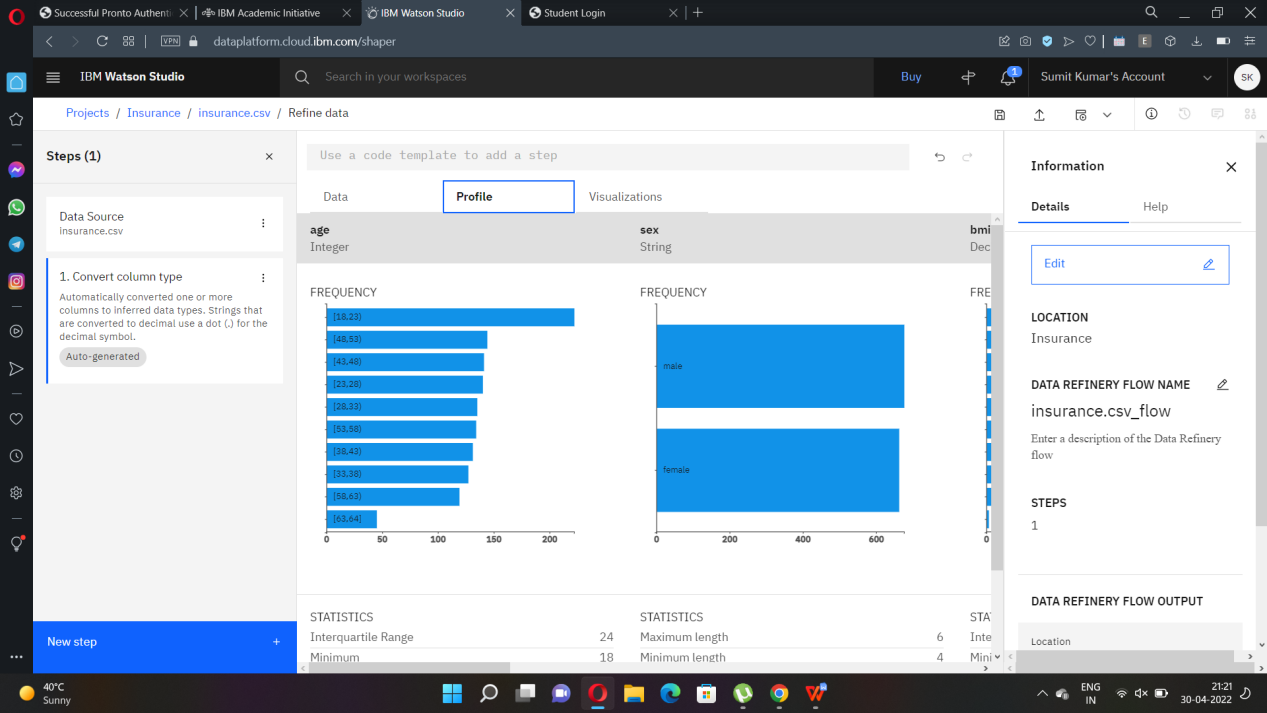 Successful Pronto Authenti
IBM Academic Initiative
IBM Watson Studio
Student Login
VPN
dataplatform.cloud.ibm.com/shaper
E
IBM Watson Studio
Search in your workspaces
Buy
1
Sumit Kumar's Account
SK
Projects / Insurance / insurance.csv / Refine data
Steps (1)
Data Source
insurance.csv
1. Convert column type
Automatically converted one or more
columns to inferred data types. Strings that
are converted to decimal use a dot (.) for the
decimal symbol.
Auto-generated
New step +
Use a code template to add a step
Data
Profile
Visualizations
age
Integer
sex
String
bmi
Dec
FREQUENCY
[18,23)
[48,53)
[43,48)
[23,28)
[28,33)
[53,58)
[38,43)
[33,38)
[58,63)
[63,64]
0 50 100 150 200
FREQUENCY
male
female
0 200 400 600
FRE
0
STATISTICS
Interquartile Range 24
Minimum 18
STATISTICS
Maximum length 6
Minimum length 4
STA
Inte
Mini
Information
Details
Help
Edit
LOCATION
Insurance
DATA REFINERY FLOW NAME
insurance.csv_flow
Enter a description of the Data Refinery
flow
STEPS
1
DATA REFINERY FLOW OUTPUT
Location
40°C
Sunny
ENG
IN
21:21
30-04-2022